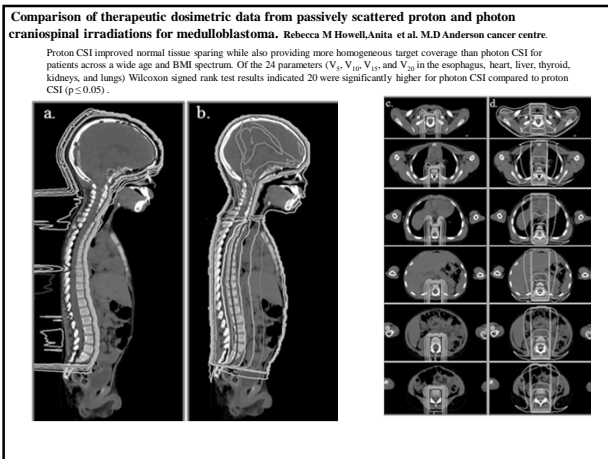 Comparison of therapeutic dosimetric data from passively scattered proton and photon
craniospinal irradiations for medulloblastoma. Rebecca M Howell,Anita et al. M.D Anderson cancer centre.
Proton CSI improved normal tissue sparing while also providing more homogeneous target coverage than photon CSI for
patients across a wide age and BMI spectrum. Of the 24 parameters (V5, V10, V15, and V20 in the esophagus, heart, liver, thyroid,
kidneys, and lungs) Wilcoxon signed rank test results indicated 20 were significantly higher for photon CSI compared to proton
CSI (p ≤ 0.05) .
a.
b.
c.
d.